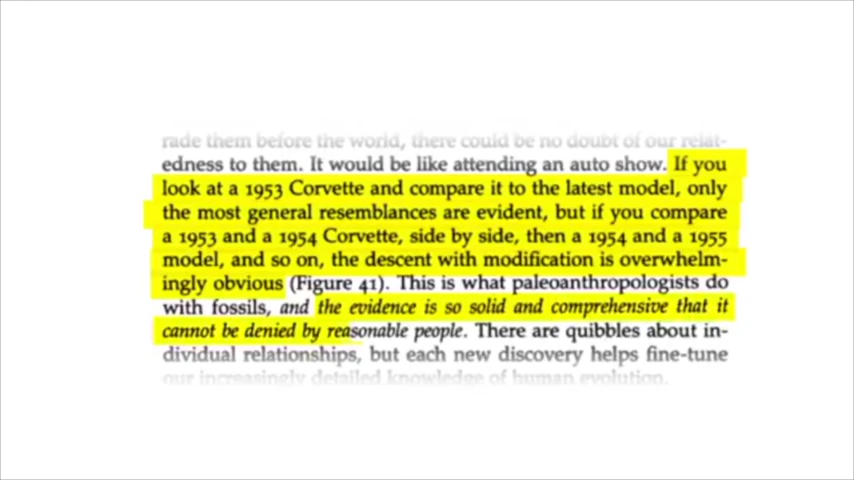 rade them before the world, there could be no doubt of our relat-
edness to them. It would be like attending an auto show. If you
look at a 1953 Corvette and compare it to the latest model, only
the most general resemblances are evident, but if you compare
a 1953 and a 1954 Corvette, side by side, then a 1954 and a 1955
model, and so on, the descent with modification is overwhelm-
ingly obvious (Figure 41). This is what paleoanthropologists do
with fossils, and the evidence is so solid and comprehensive that it
cannot be denied by reasonable people. There are quibbles about in-
dividual relationships, but each new discovery helps fine-tune
our increasingly detailed knowledge of human evolution.